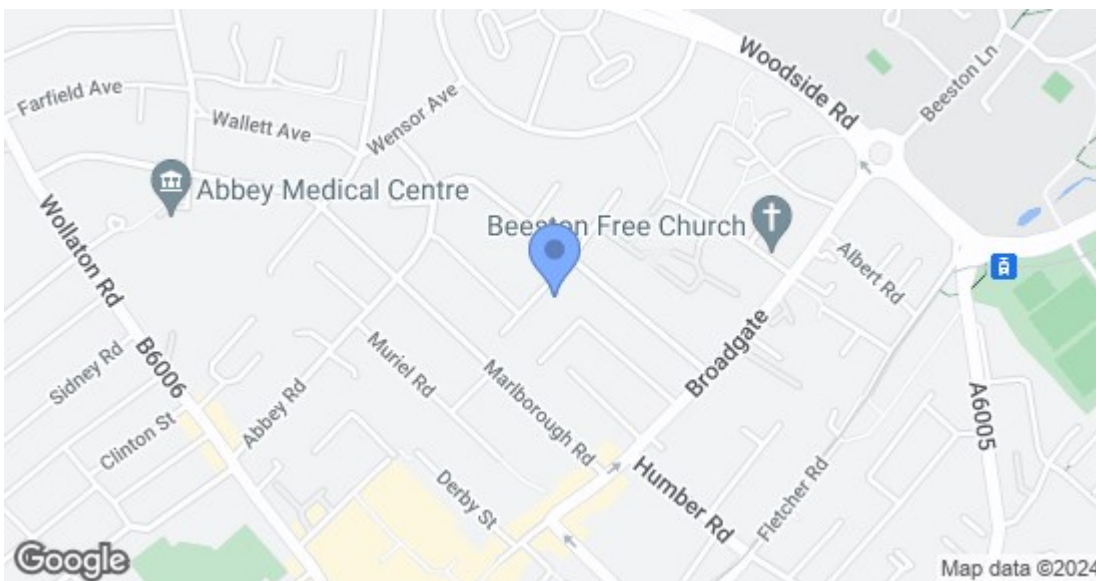 Woodside Rd
Beeston Ln
Farfield Ave
Wallett Ave
Wensor Ave
Abbey Medical Centre
Beeston Free Church
Wollaton Rd
Albert Rd
B6006
Sidney Rd
Muriel Rd
Broadgate
Clinton St
Abbey Rd
Marlborough Rd
A6005
Derby St
Humber Rd
Fletcher Rd
Google
Map data ©2024